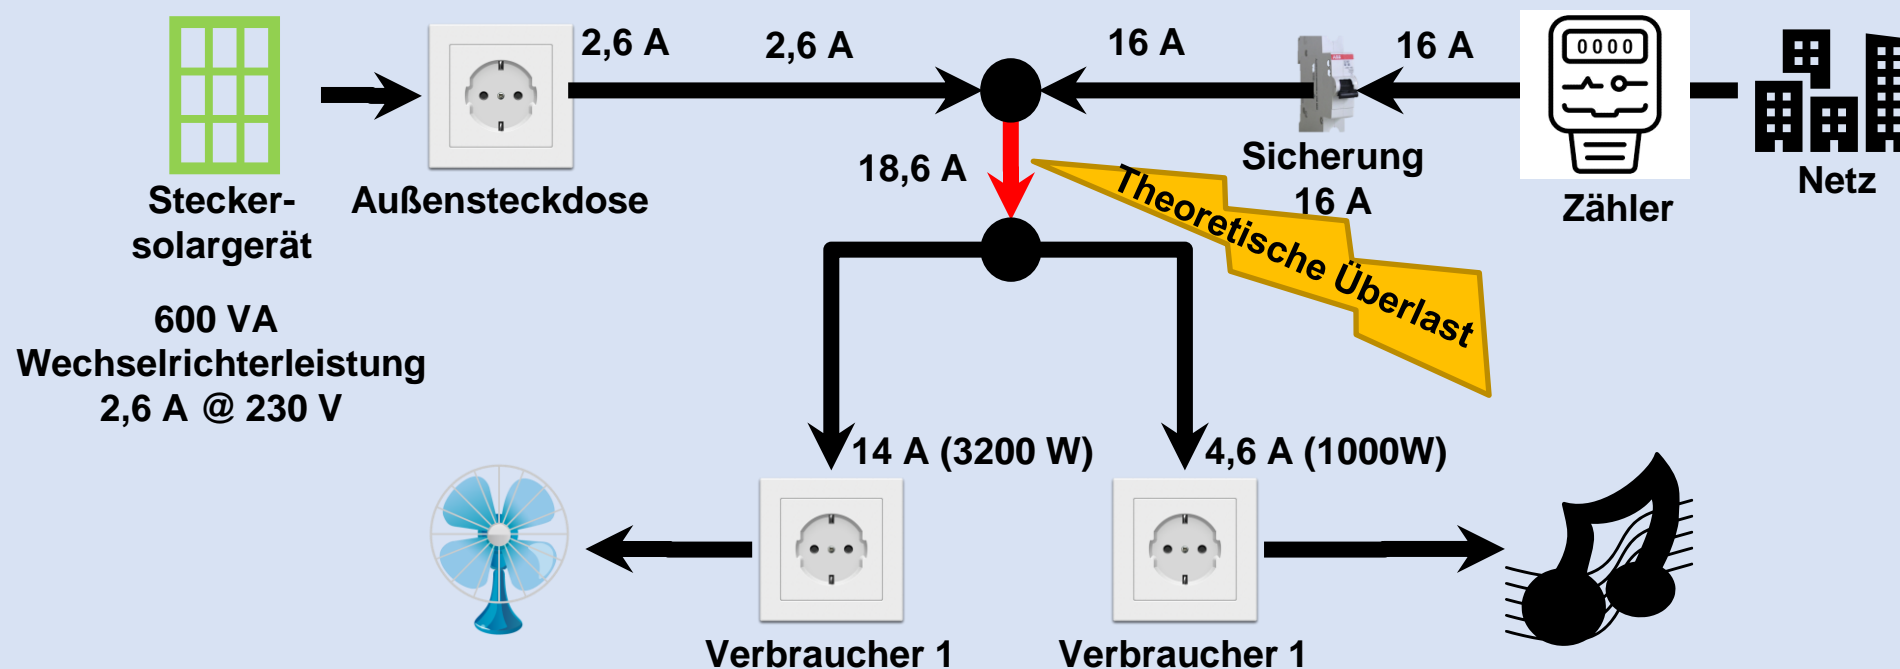 2,6 A
2,6 A
16 A
16 A
0000
18,6 A
Sicherung
16 A
Stecker-
solargerät
Außensteckdose
Zähler
Netz
Theoretische Überlast
600 VA
Wechselrichterleistung
2,6 A @ 230 V
14 A (3200 W)
4,6 A (1000W)
Verbraucher 1
Verbraucher 1